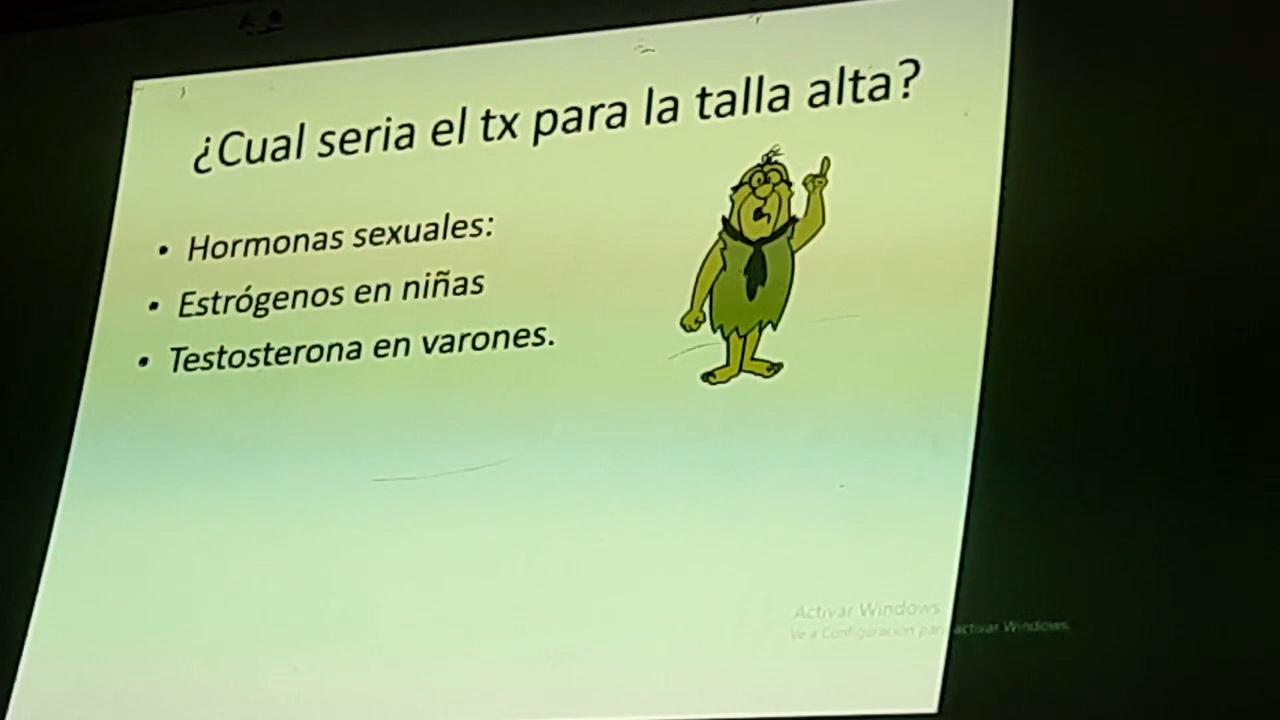 ¿Cual seria el tx para la talla alta?
• Hormonas sexuales:
• Estrógenos en niñas
• Testosterona en varones.
Activar Windows
Ve a Configuración para activar Windows.